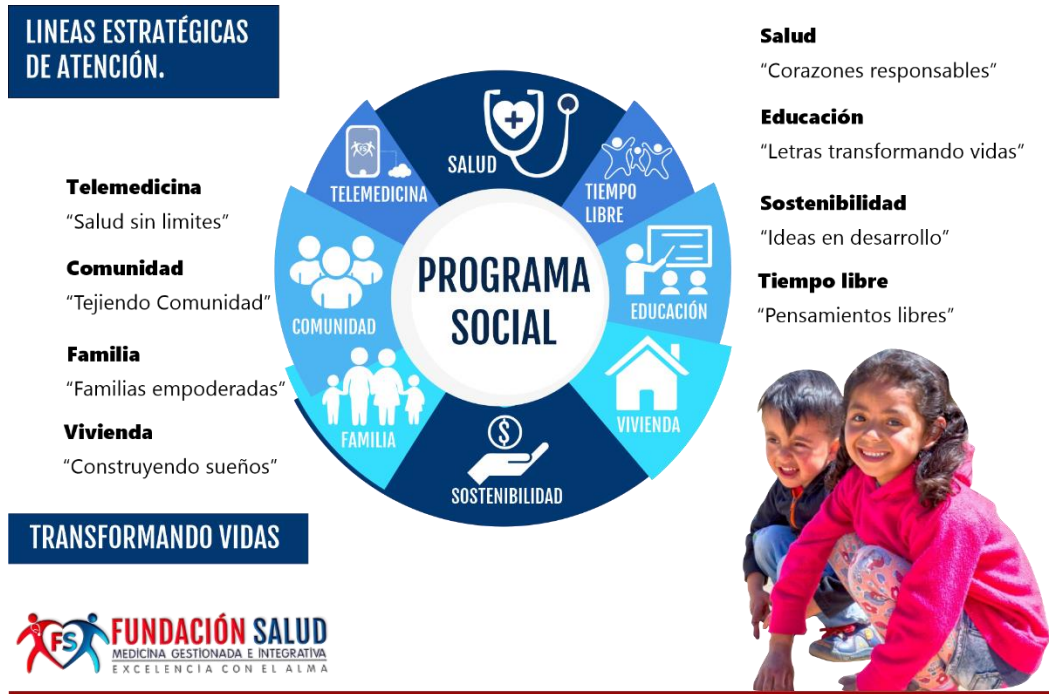 LINEAS ESTRATÉGICAS
DE ATENCIÓN.
Telemedicina
“Salud sin limites”
Comunidad
“Tejiendo Comunidad”
Familia
“Familias empoderadas”
Vivienda
“Construyendo sueños”
TRANSFORMANDO VIDAS
SALUD
TIEMPO
LIBRE
EDUCACIÓN
VIVIENDA
SOSTENIBILIDAD
FAMILIA
COMUNIDAD
TELEMEDICINA
PROGRAMA
SOCIAL
Salud
“Corazones responsables”
Educación
“Letras transformando vidas”
Sostenibilidad
“Ideas en desarrollo”
Tiempo libre
“Pensamientos libres”
FS
FUNDACIÓN SALUD
MEDICINA GESTIONADA E INTEGRATIVA
EXCELENCIA CON EL ALMA